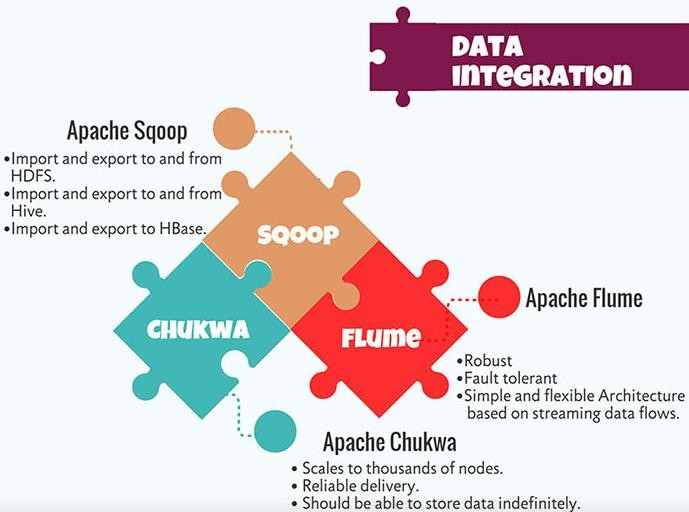 DATA
INTEGRATION
Apache Sqoop
•Import and export to and from
HDFS.
•Import and export to and from
Hive.
•Import and export to HBase.
SQOOP
CHUKWA
FLUME
Apache Flume
•Robust
•Fault tolerant
•Simple and flexible Architecture
based on streaming data flows.
Apache Chukwa
• Scales to thousands of nodes.
• Reliable delivery.
• Should be able to store data indefinitely.